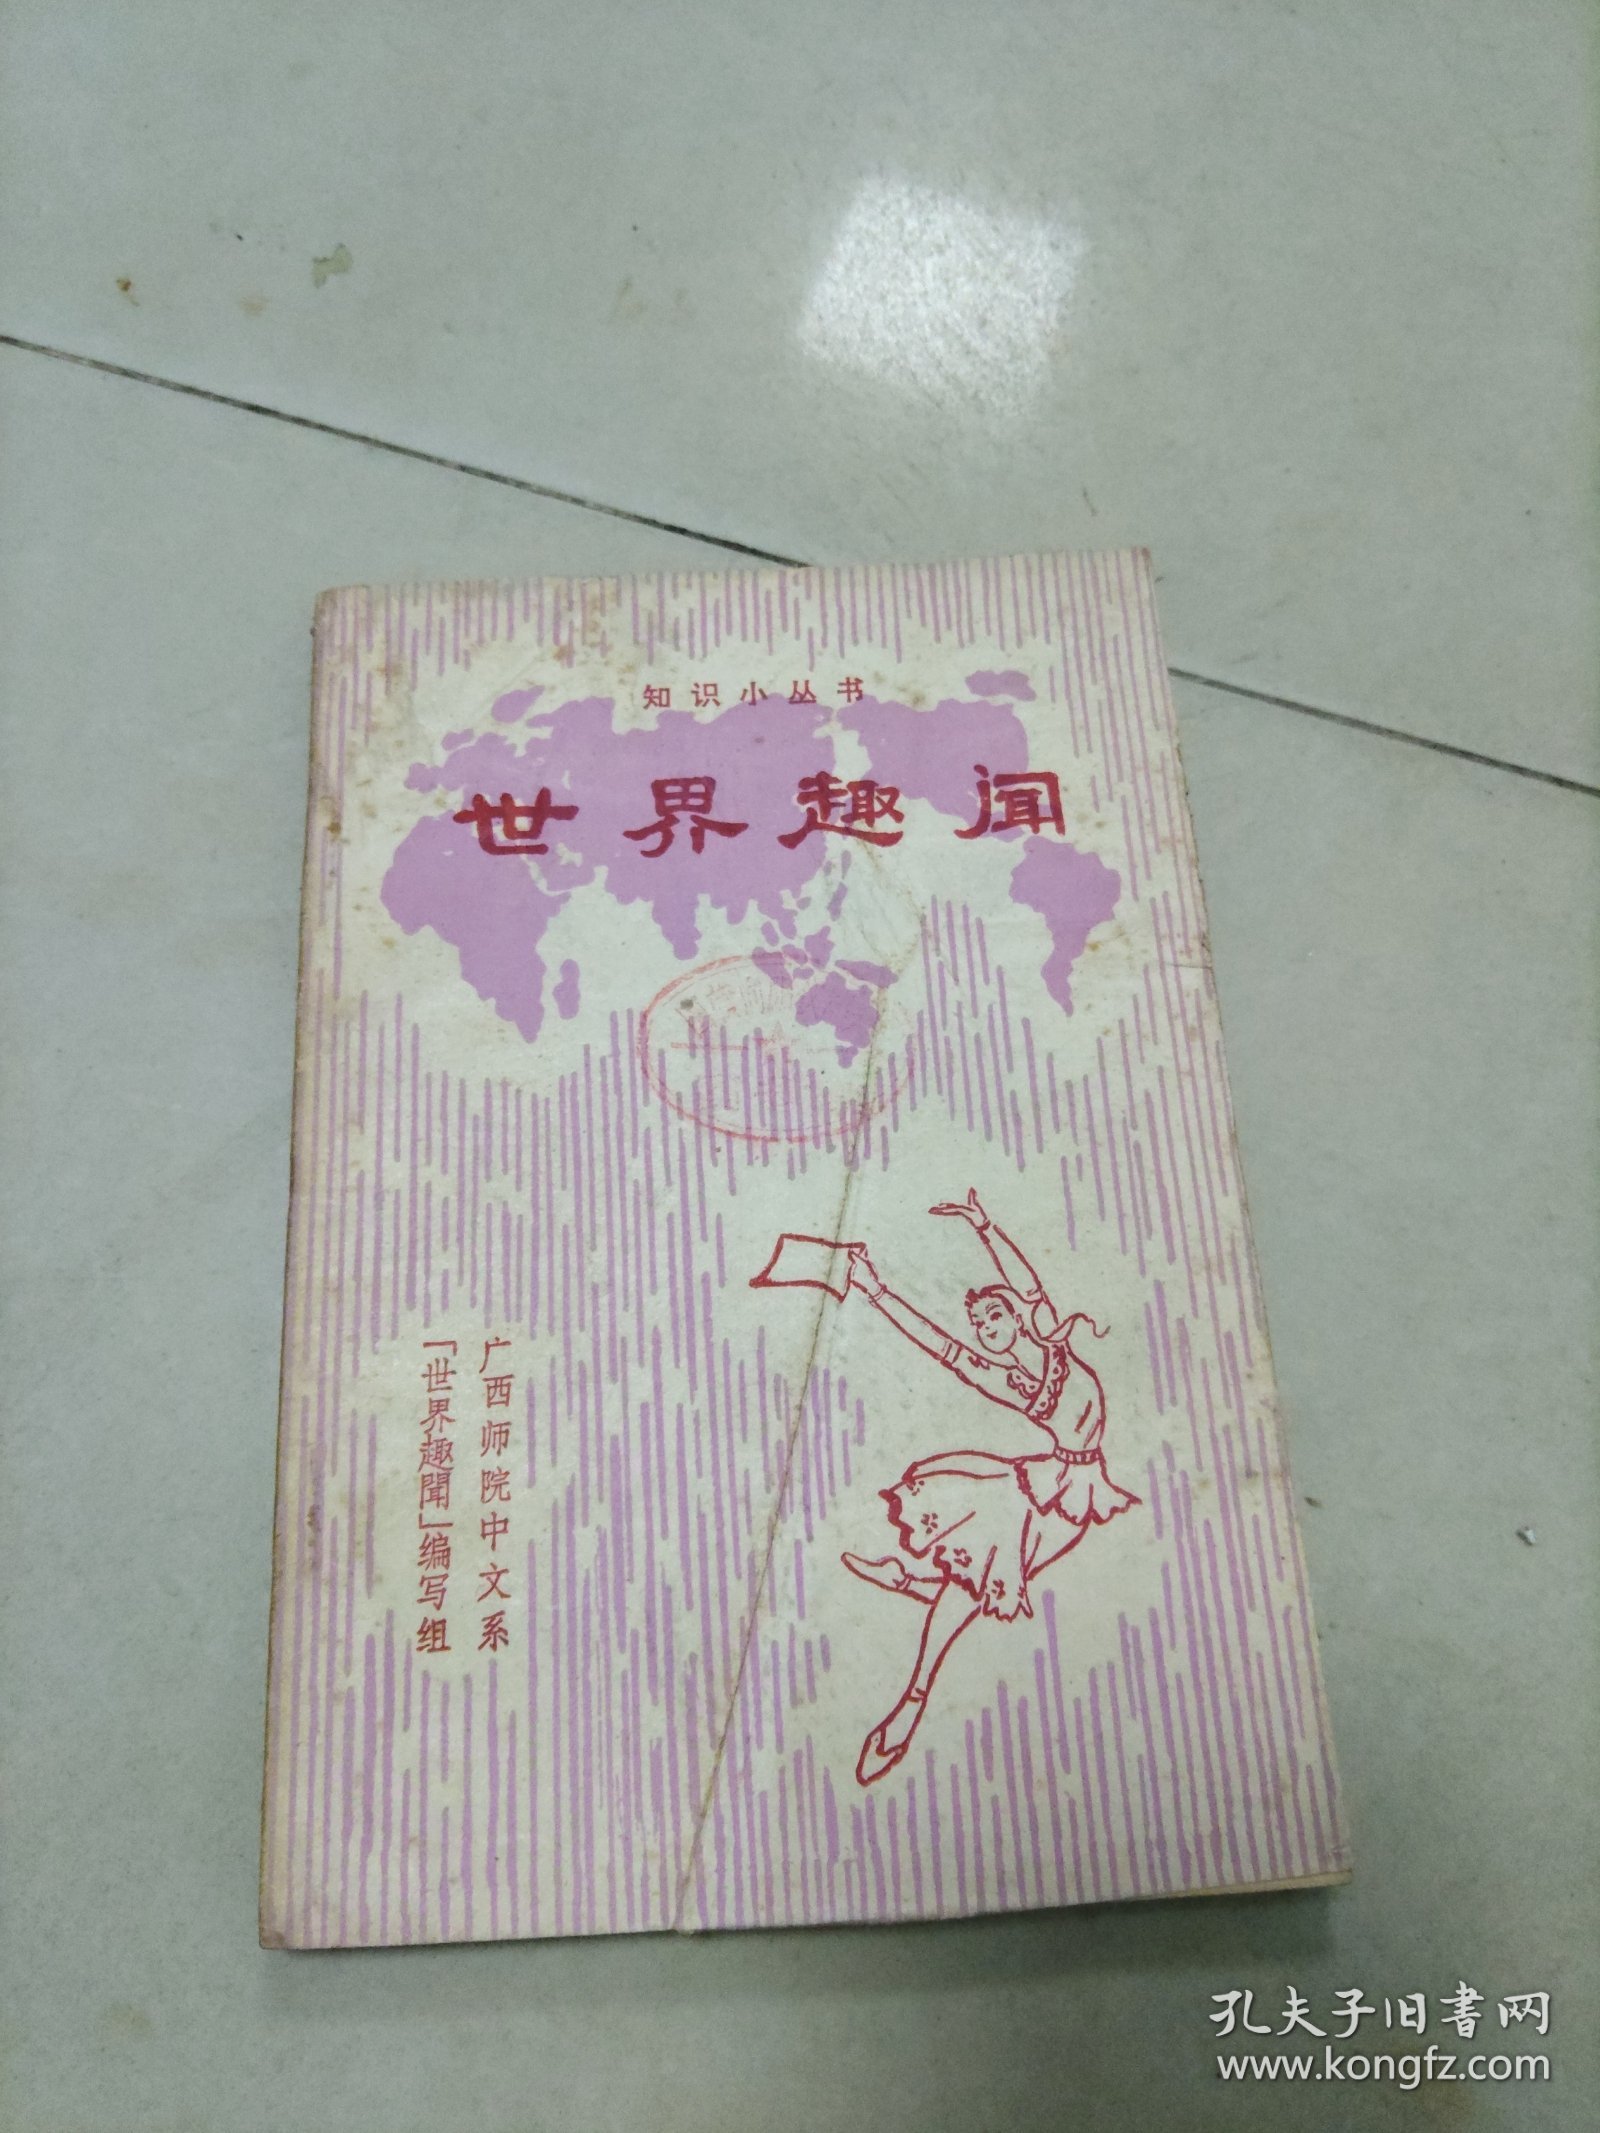 知识小丛书
世界趣闻
广西师院中文系
「世界趣聞」编写组
孔夫子旧書网
www.kongfz.com